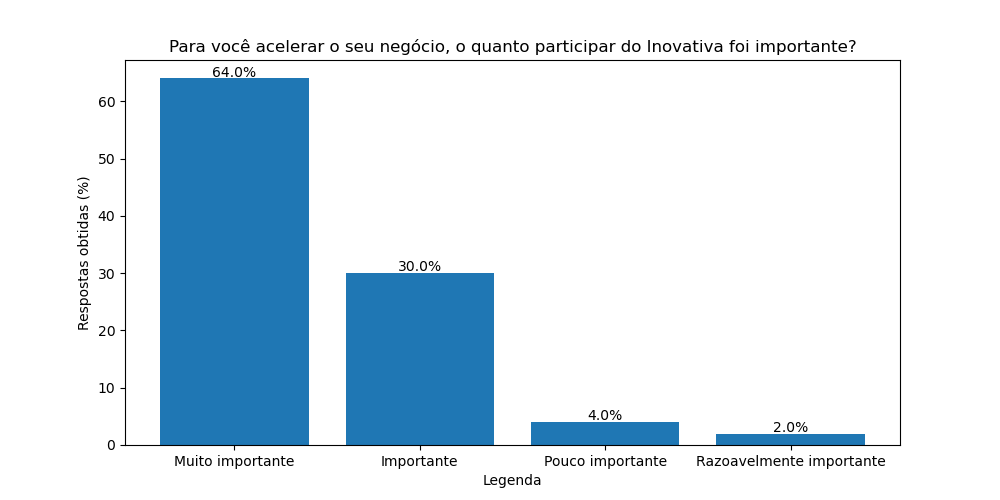 Para você acelerar o seu negócio, o quanto participar do Inovativa foi importante?
64.0%
30.0%
4.0%
2.0%
60
50
40
30
20
10
0
Respostas obtidas (%)
Muito importante
Importante
Pouco importante
Razoavelmente importante
Legenda